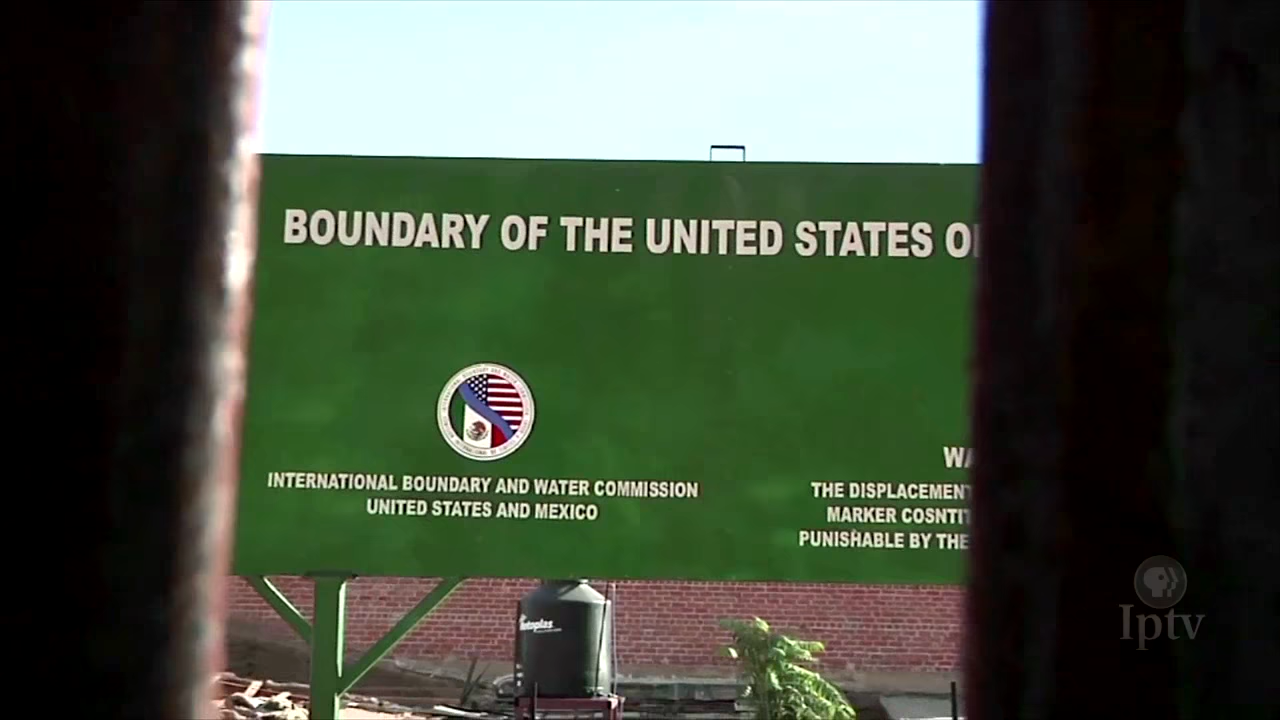 BOUNDARY OF THE UNITED STATES
INTERNATIONAL BOUNDARY AND WATER COMMISSION
UNITED STATES AND MEXICO
THE DISPLACEMENT
MARKER COSNTIT
PUNISHABLE BY THE
Iptv